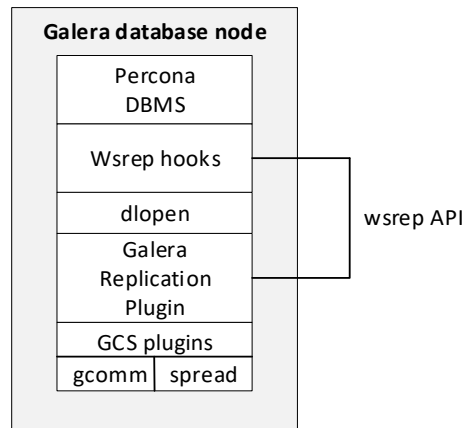 Galera database node
Percona
DBMS
Wsrep hooks
wsrep API
dlopen
Galera
Replication
Plugin
GCS plugins
gcomm spread